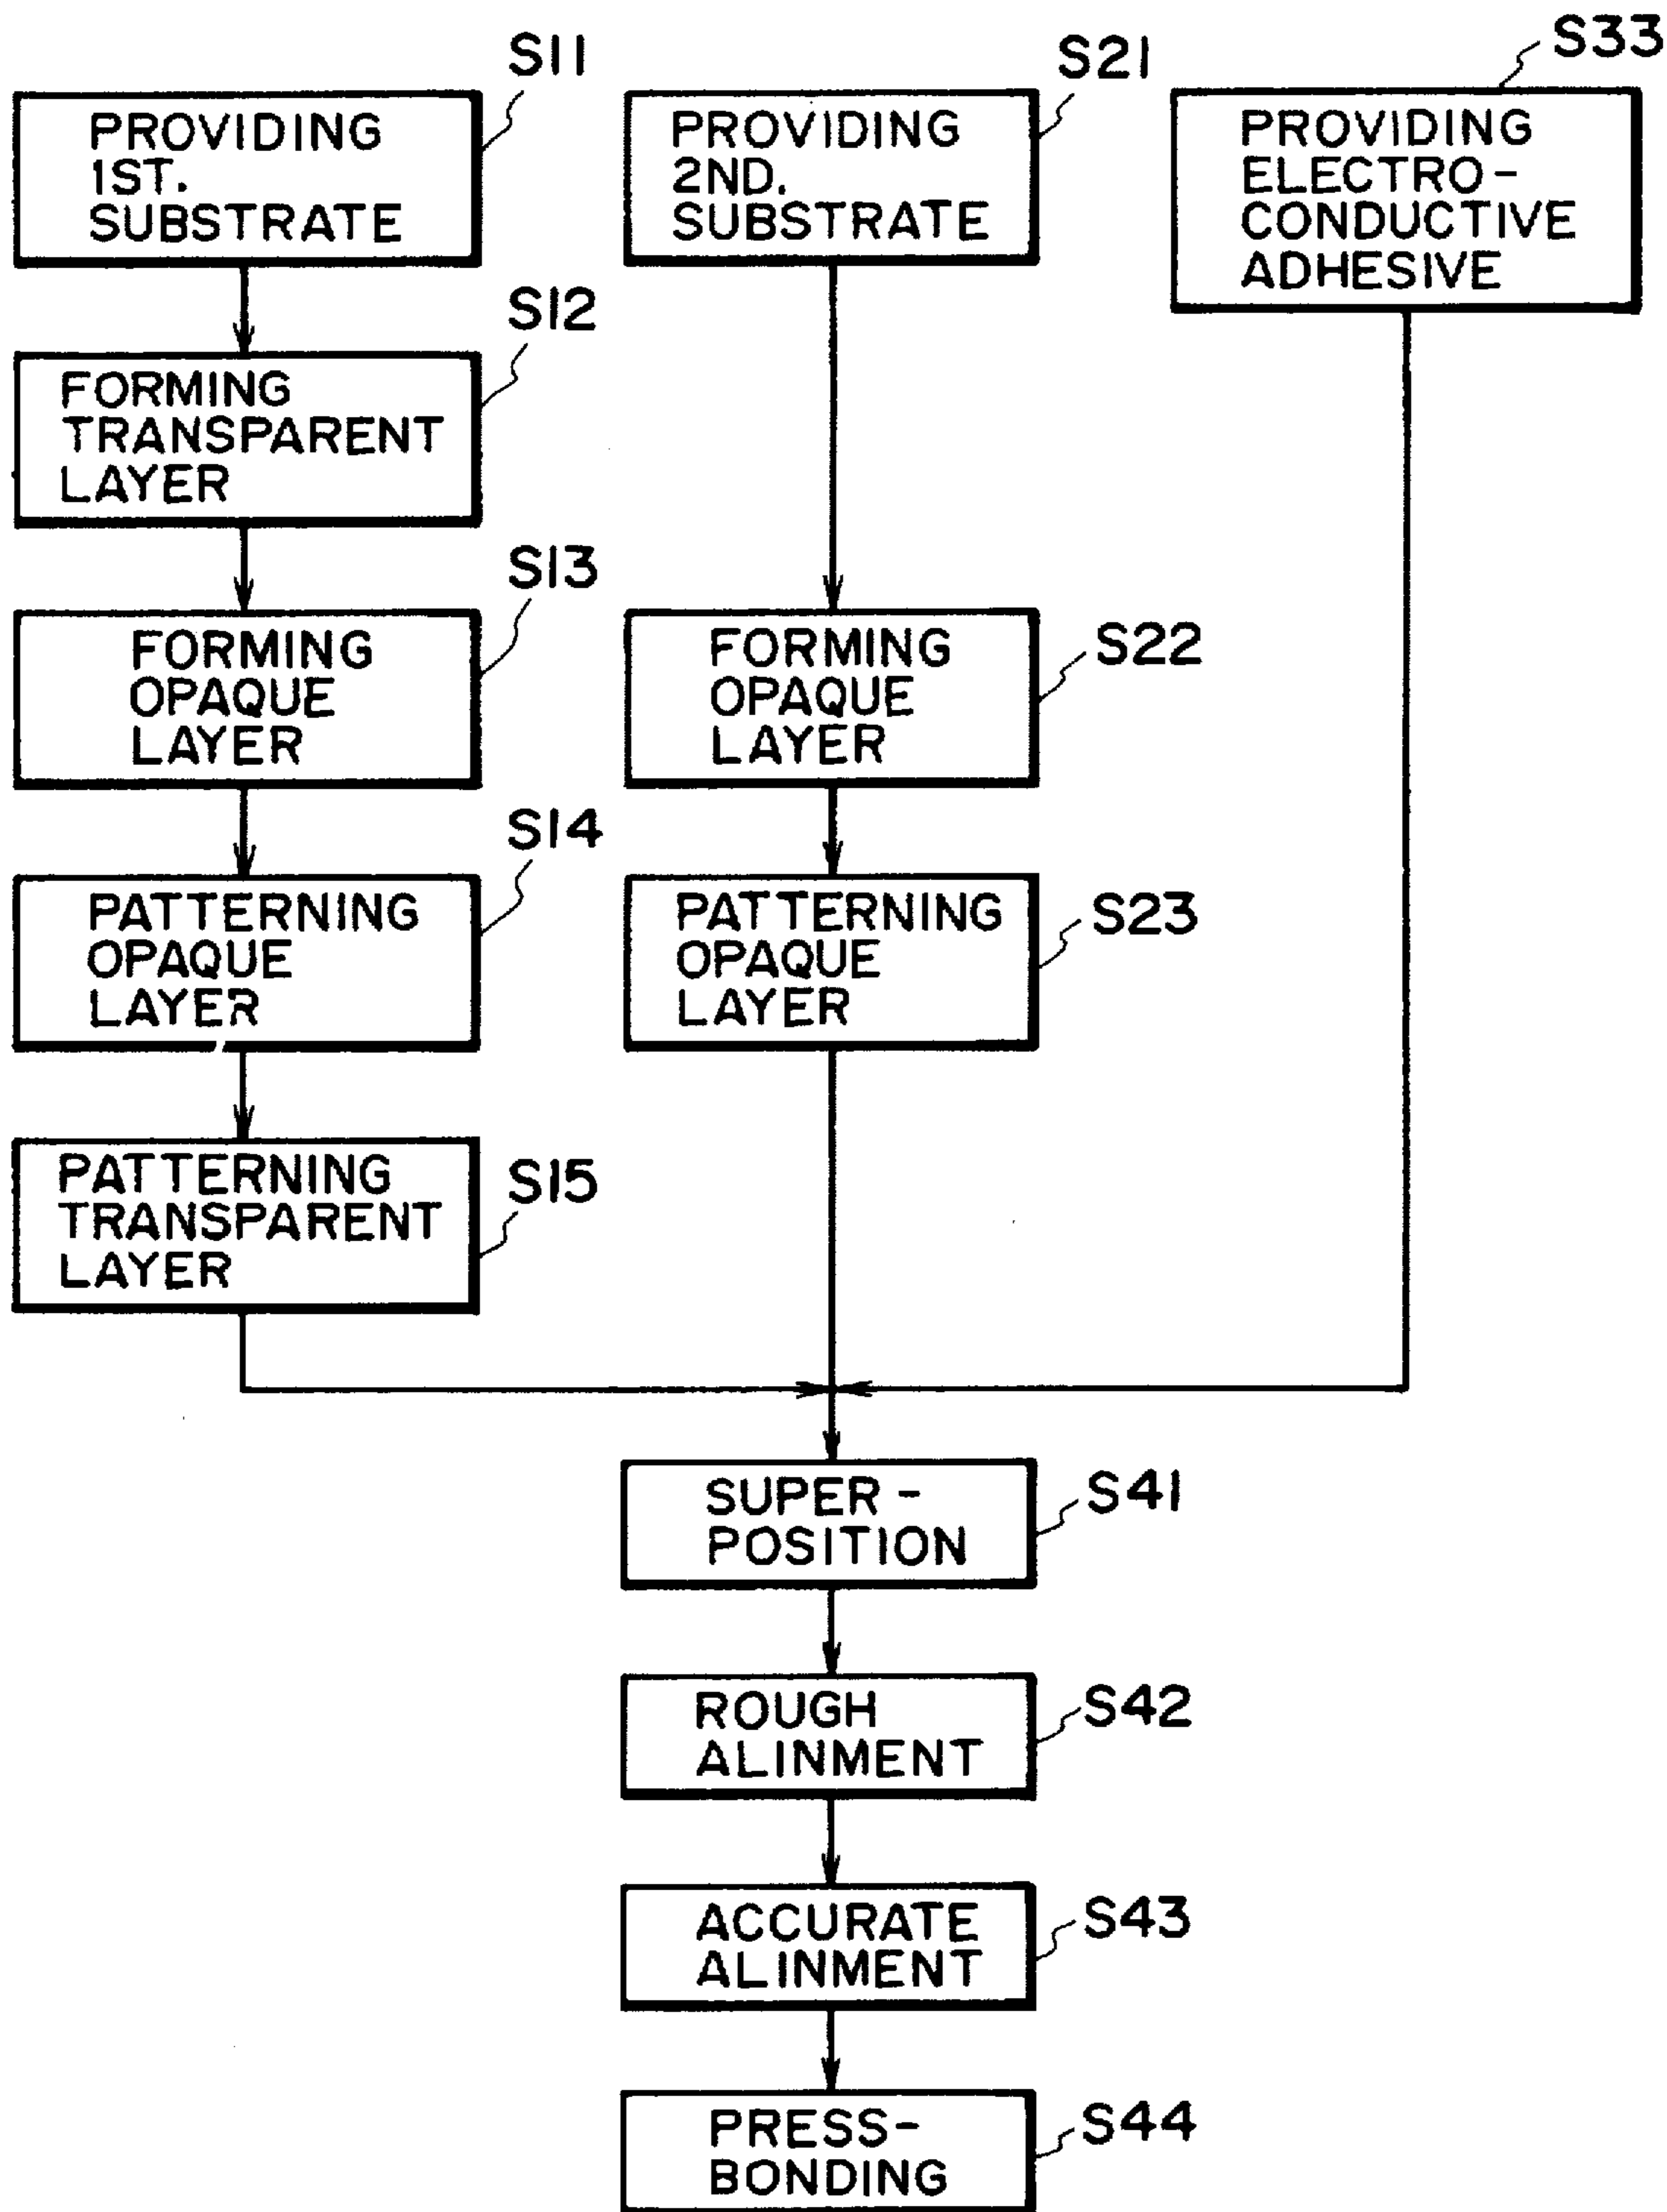 S11
PROVIDING
1ST.
SUBSTRATE
S12
FORMING
TRANSPARENT
LAYER
S13
FORMING
OPAQUE
LAYER
S14
PATTERNING
OPAQUE
LAYER
S15
PATTERNING
TRANSPARENT
LAYER
S21
PROVIDING
2ND.
SUBSTRATE
S22
FORMING
OPAQUE
LAYER
S23
PATTERNING
OPAQUE
LAYER
S33
PROVIDING
ELECTRO-
CONDUCTIVE
ADHESIVE
S41
SUPER-
POSITION
S42
ROUGH
ALINMENT
S43
ACCURATE
ALINMENT
S44
PRESS-
BONDING